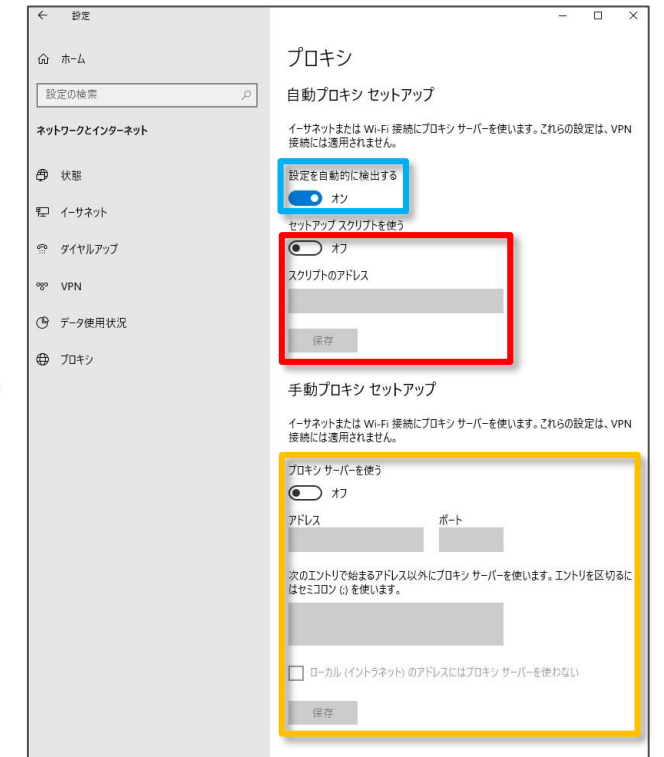 設定
ホーム
設定の検索
ネットワークとインターネット
状態
イーサネット
ダイヤルアップ
VPN
データ使用状況
プロキシ
プロキシ
自動プロキシ セットアップ
イーサネットまたは Wi-Fi 接続にプロキシ サーバーを使います。これらの設定は、VPN
接続には適用されません。
設定を自動的に検出する
オン
セットアップ スクリプトを使う
オフ
スクリプトのアドレス
保存
手動プロキシ セットアップ
イーサネットまたは Wi-Fi 接続にプロキシ サーバーを使います。これらの設定は、VPN
接続には適用されません。
プロキシ サーバーを使う
オフ
アドレス ポート
次のエントリで始まるアドレス以外にプロキシ サーバーを使います。エントリを区切るに
はセミコロン (;) を使います。
ローカル (イントラネット) のアドレスにはプロキシ サーバーを使わない
保存